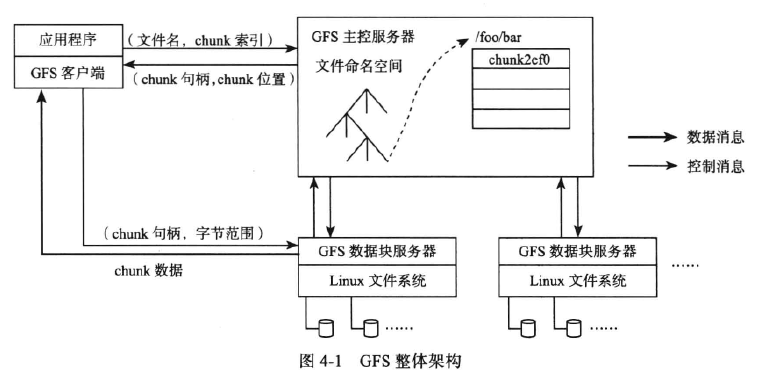 应用程序
GFS 客户端
(文件名，chunk 索引)
(chunk 句柄，chunk 位置)
GFS 主控服务器
文件命名空间
/foo/bar
chunk2ef0
数据消息
控制消息
(chunk 句柄，字节范围)
chunk 数据
GFS 数据块服务器
Linux 文件系统
……
GFS 数据块服务器
Linux 文件系统
……
……
图 4-1 GFS 整体架构